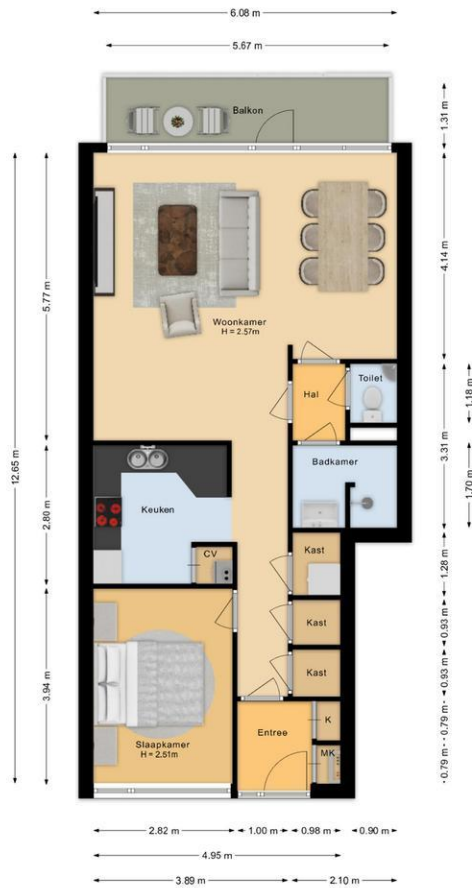 6.08 m
5.67 m
Balkon
1.31 m
12.65 m
5.77 m
4.14 m
Woonkamer
H = 2.57m
Hal
Toilet
1.18 m
3.31 m
Badkamer
1.70 m
2.80 m
Keuken
CV
Kast
1.28 m
Kast
0.93 m
Kast
0.93 m
3.94 m
Slaapkamer
H = 2.51m
Entree
K
0.79 m
MK
0.79 m
2.82 m
1.00 m
0.98 m
0.90 m
4.95 m
3.89 m
2.10 m